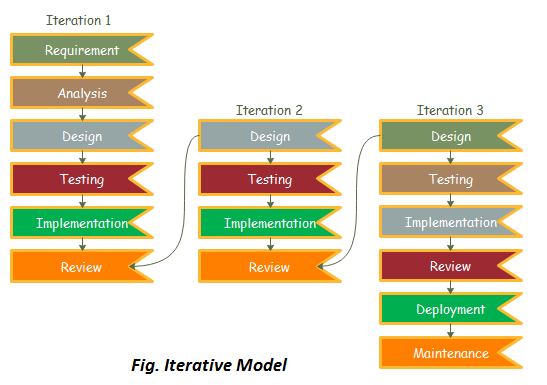 Iteration 1
Requirement
Analysis
Design
Testing
Implementation
Review
Iteration 2
Design
Testing
Implementation
Review
Iteration 3
Design
Testing
Implementation
Review
Deployment
Maintenance
Fig. Iterative Model